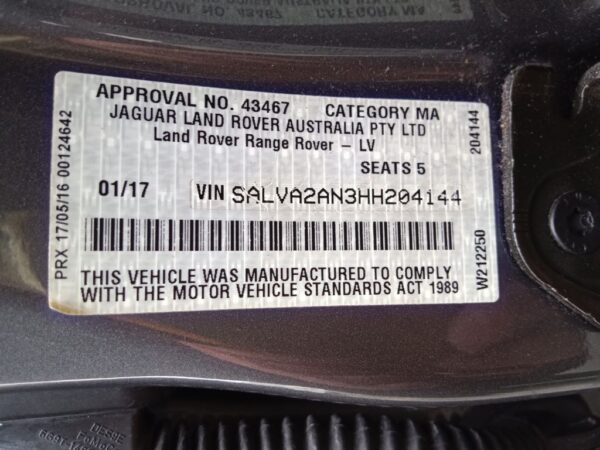 APPROVAL NO. 43467 CATEGORY MA
JAGUAR LAND ROVER AUSTRALIA PTY LTD
Land Rover Range Rover – LV
SEATS 5
01/17 VIN SALVA2AN3HH204144
THIS VEHICLE WAS MANUFACTURED TO COMPLY
WITH THE MOTOR VEHICLE STANDARDS ACT 1989
PRX 17/05/16 00124642
204144
W212250